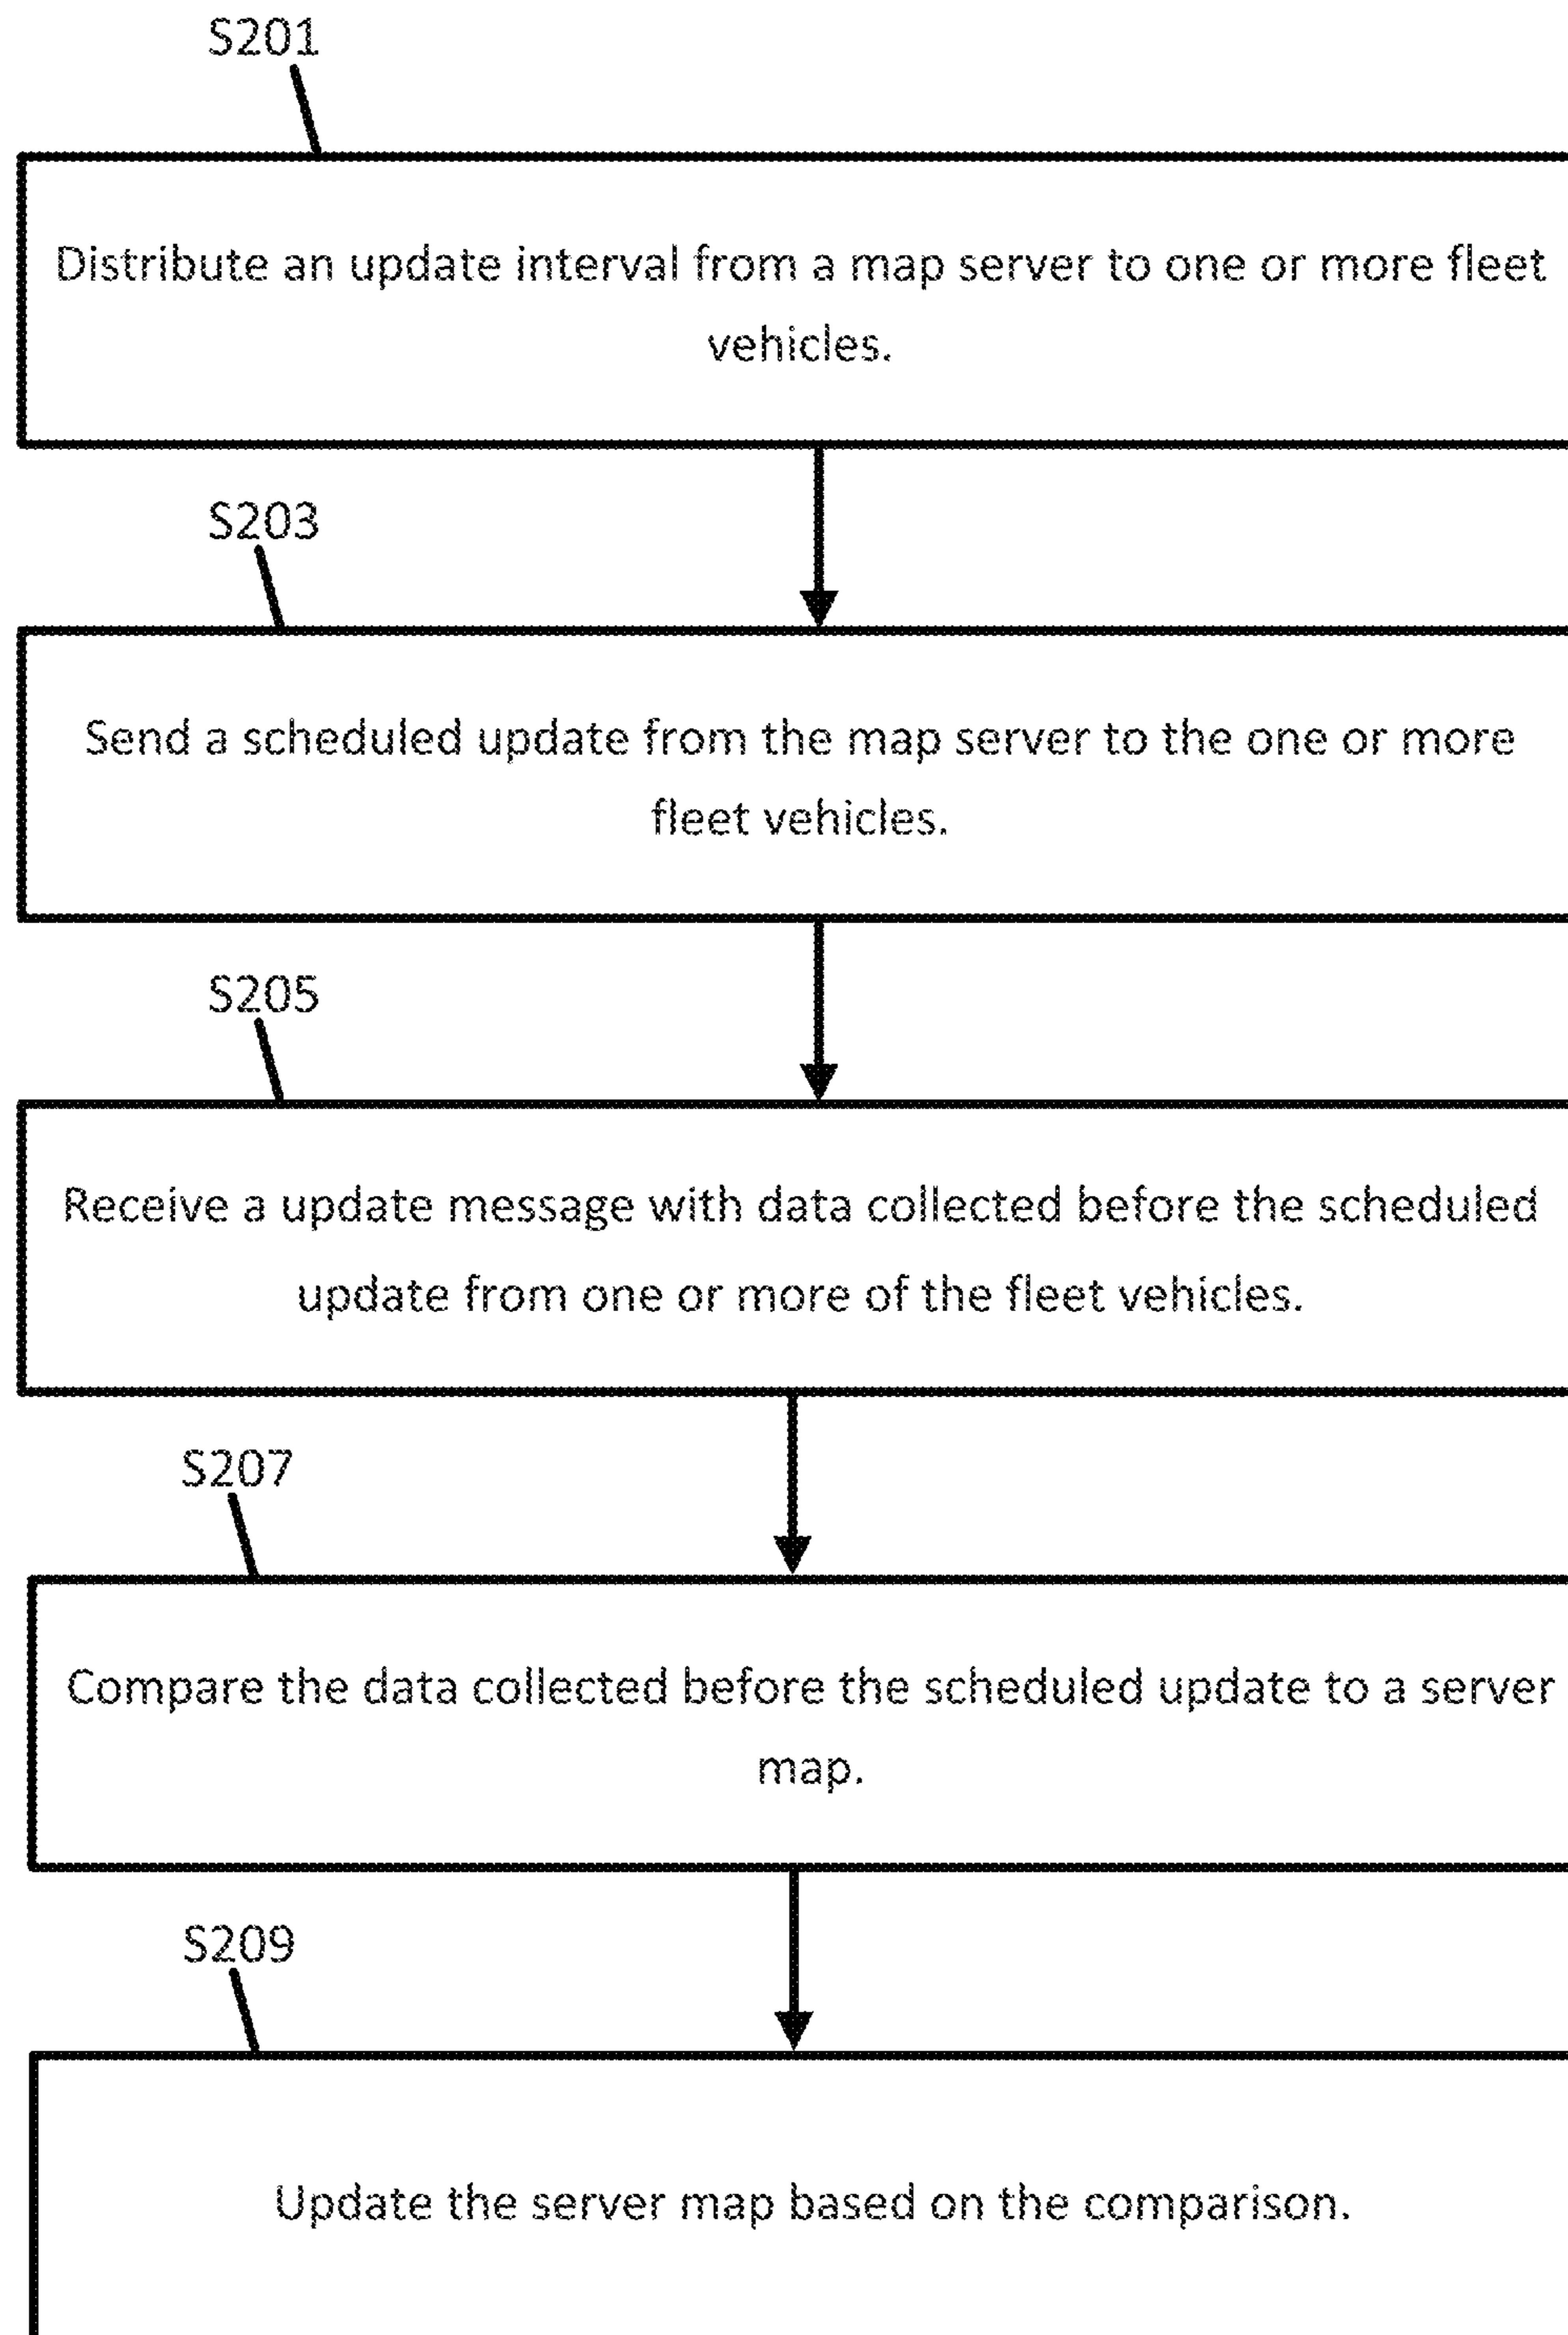 S201
Distribute an update interval from a map server to one or more fleet
vehicles.
S203
Send a scheduled update from the map server to the one or more
fleet vehicles.
S205
Receive a update message with data collected before the scheduled
update from one or more of the fleet vehicles.
S207
Compare the data collected before the scheduled update to a server
map.
S209
Update the server map based on the comparison.